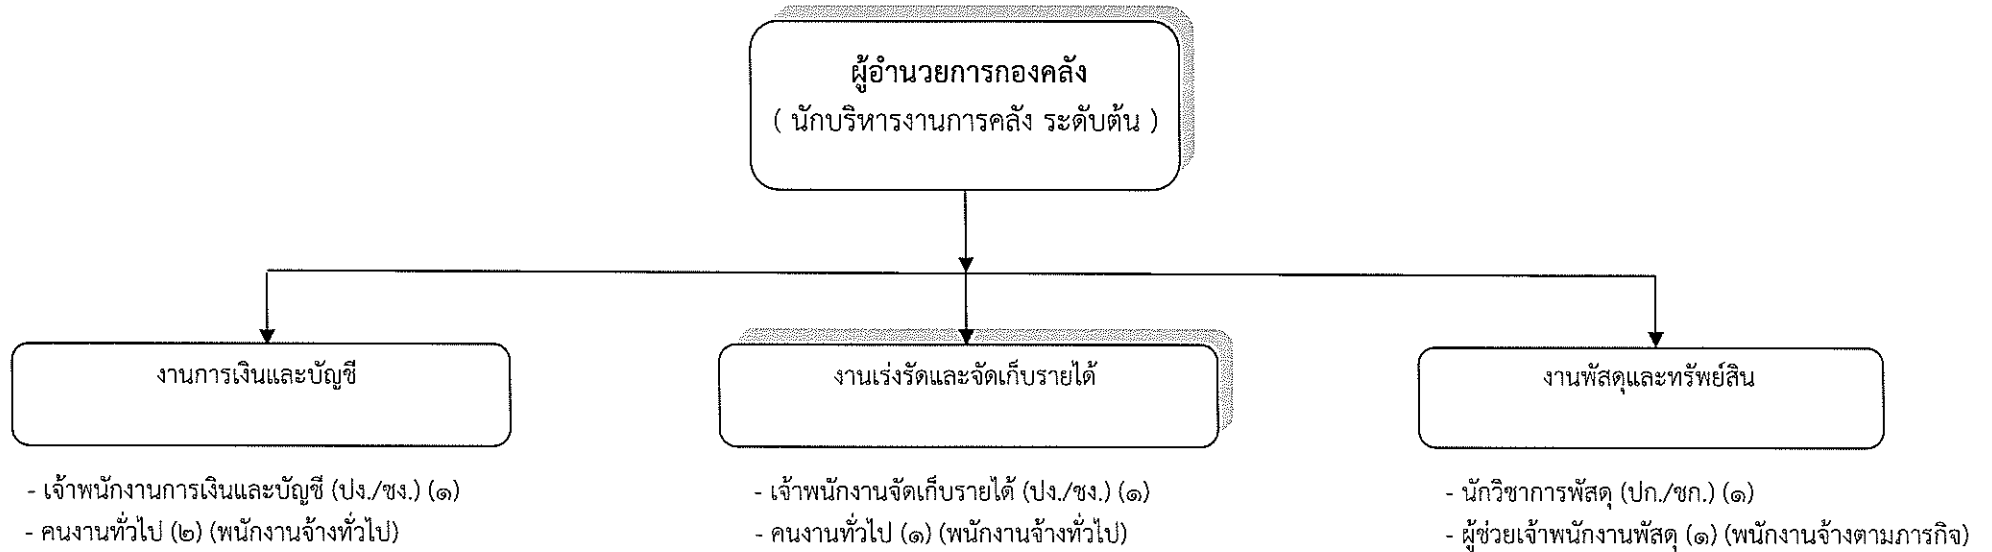 ผู้อำนวยการกองคลัง
( นักบริหารงานการคลัง ระดับต้น )
งานการเงินและบัญชี
งานเร่งรัดและจัดเก็บรายได้
งานพัสดุและทรัพย์สิน
- เจ้าพนักงานการเงินและบัญชี (ปง./ชง.) (๑)
- คนงานทั่วไป (๒) (พนักงานจ้างทั่วไป)
- เจ้าพนักงานจัดเก็บรายได้ (ปง./ชง.) (๑)
- คนงานทั่วไป (๑) (พนักงานจ้างทั่วไป)
- นักวิชาการพัสดุ (ปก./ชก.) (๑)
- ผู้ช่วยเจ้าพนักงานพัสดุ (๑) (พนักงานจ้างตามภารกิจ)